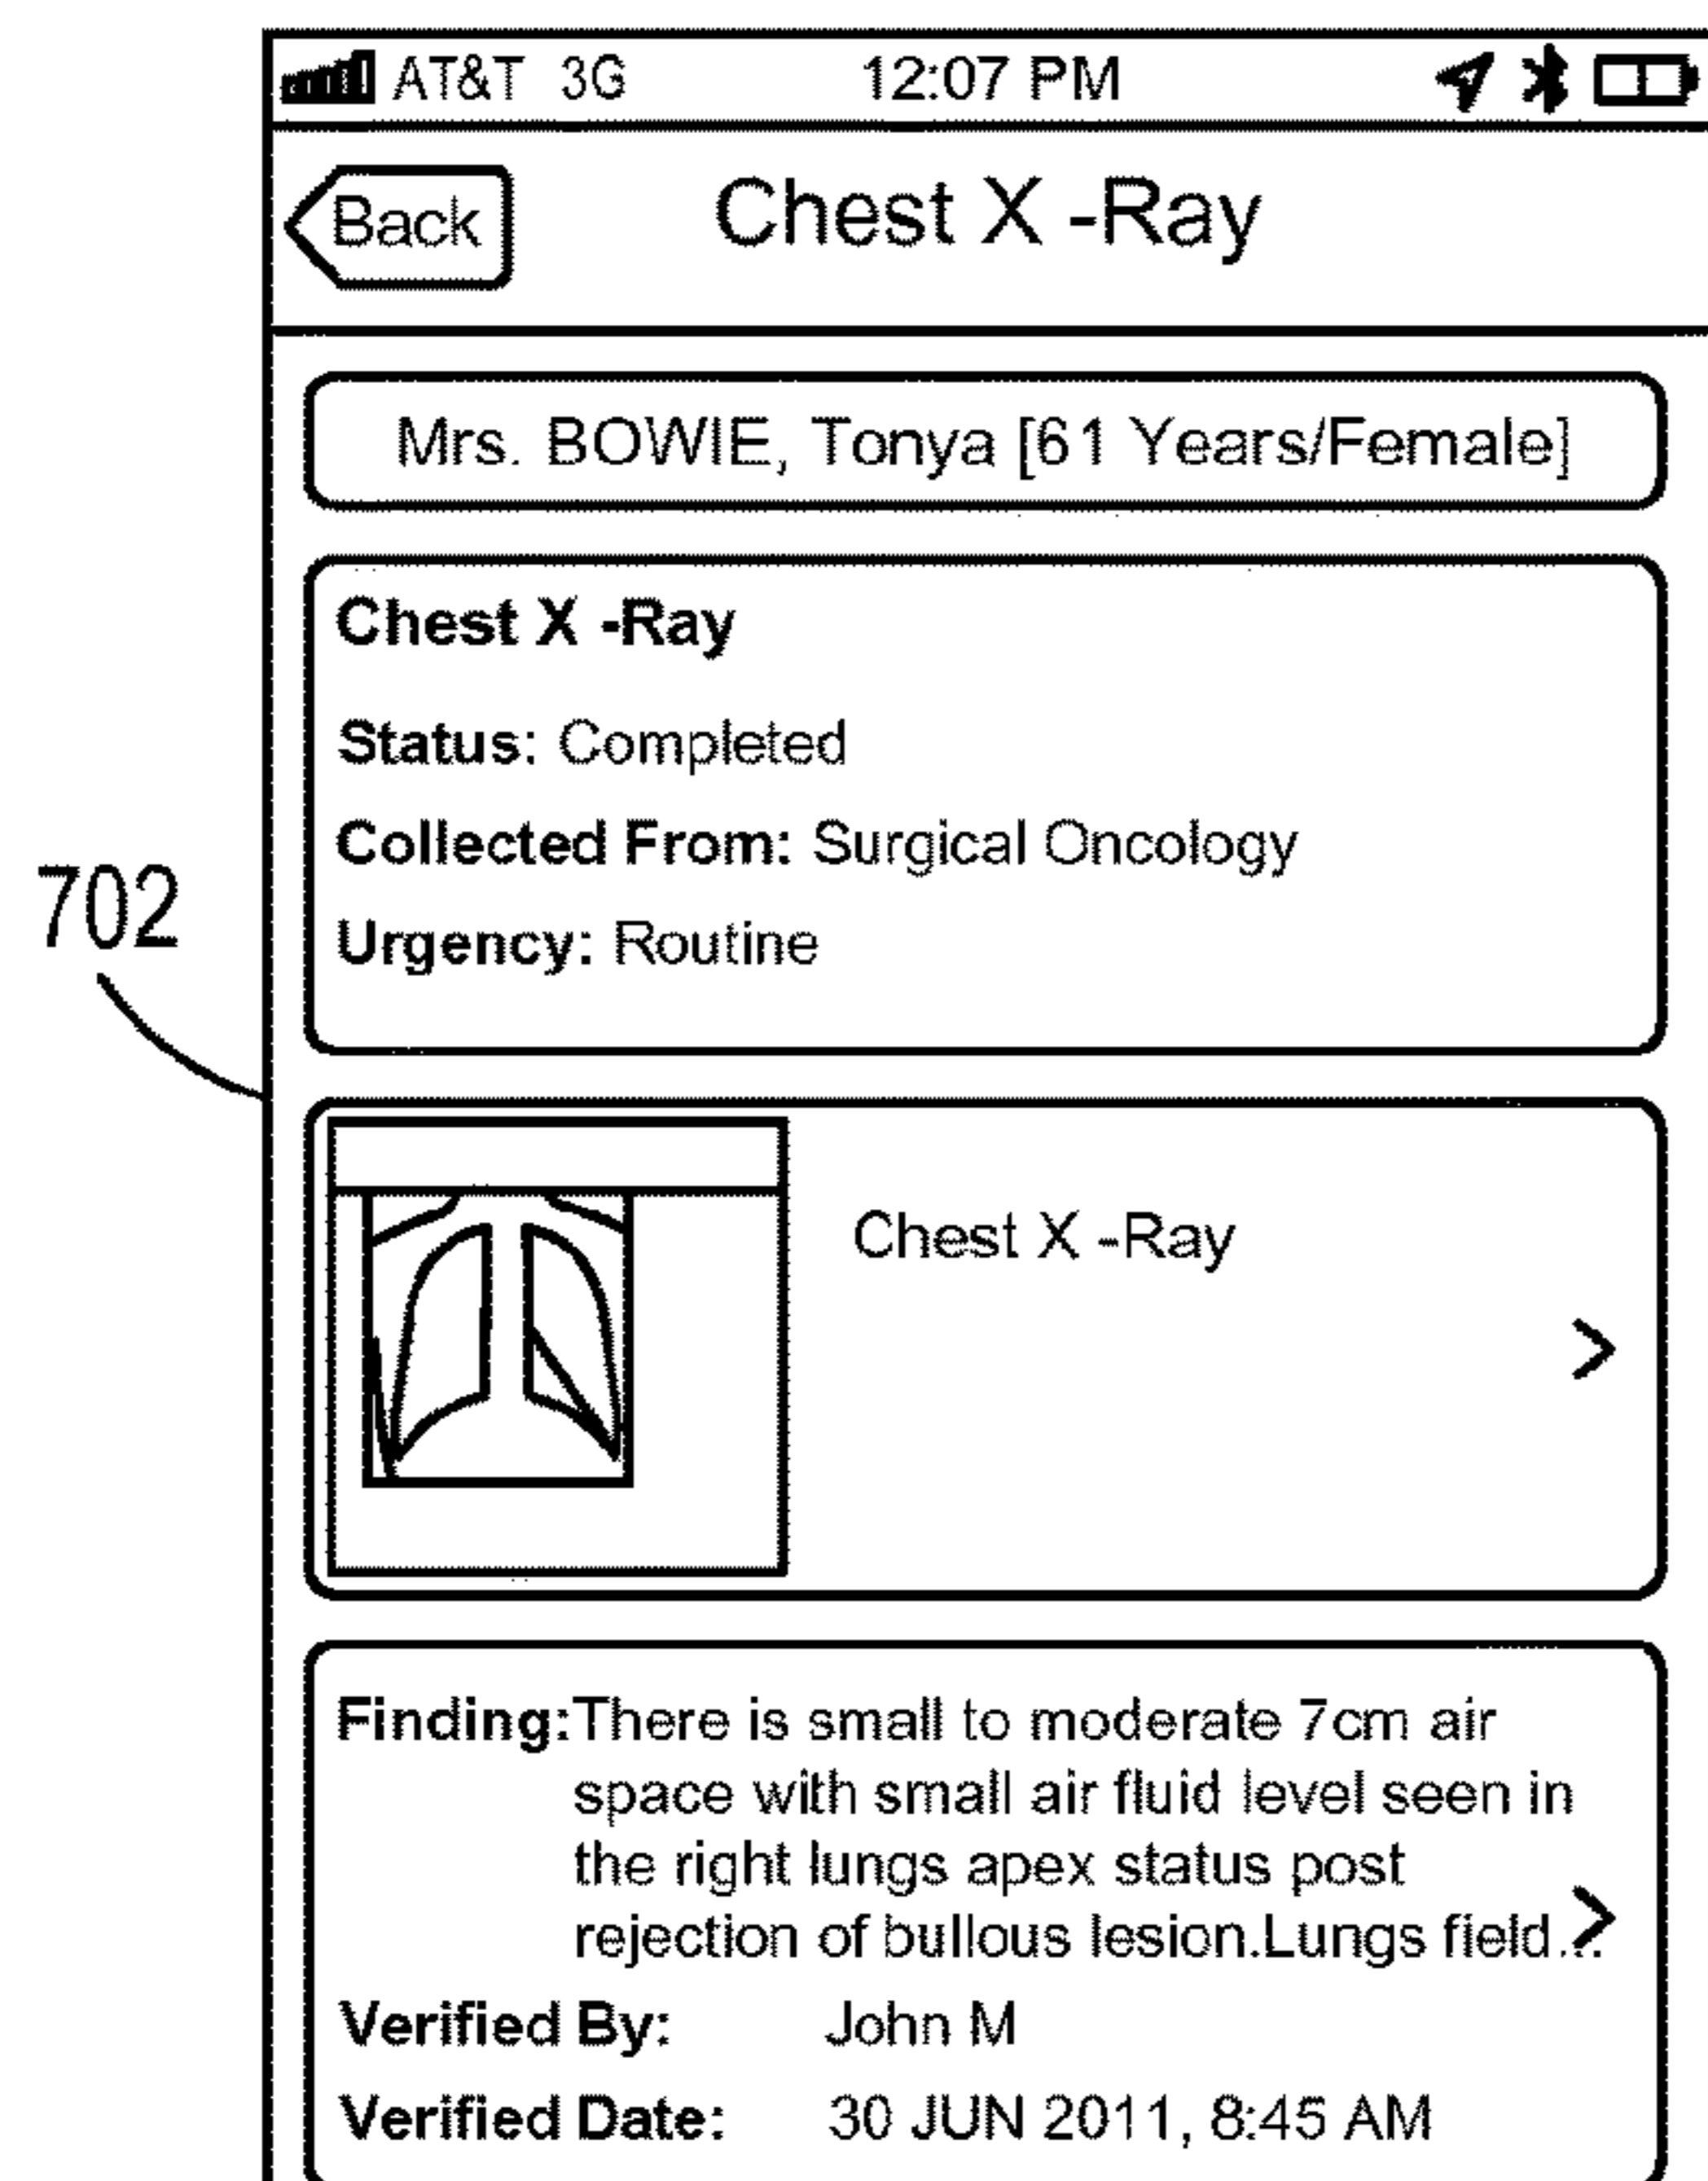 AT&T 3G 12:07 PM
Back Chest X -Ray
Mrs. BOWIE, Tonya [61 Years/Female]
Chest X -Ray
Status: Completed
Collected From: Surgical Oncology
Urgency: Routine
702
Chest X -Ray
>
Finding:There is small to moderate 7cm air
space with small air fluid level seen in
the right lungs apex status post
rejection of bullous lesion.Lungs field... >
Verified By: John M
Verified Date: 30 JUN 2011, 8:45 AM